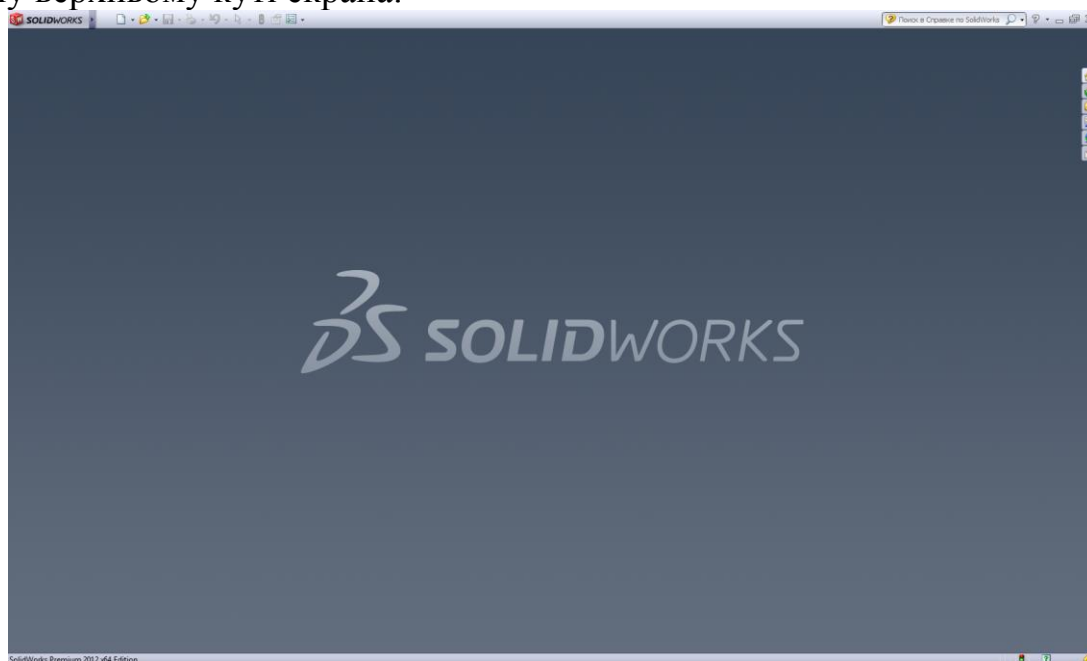 у верхньому куті екрана.
SOLIDWORKS
Поиск в Справке по SolidWorks
SOLIDWORKS
SolidWorks Premium 2012 x64 Edition